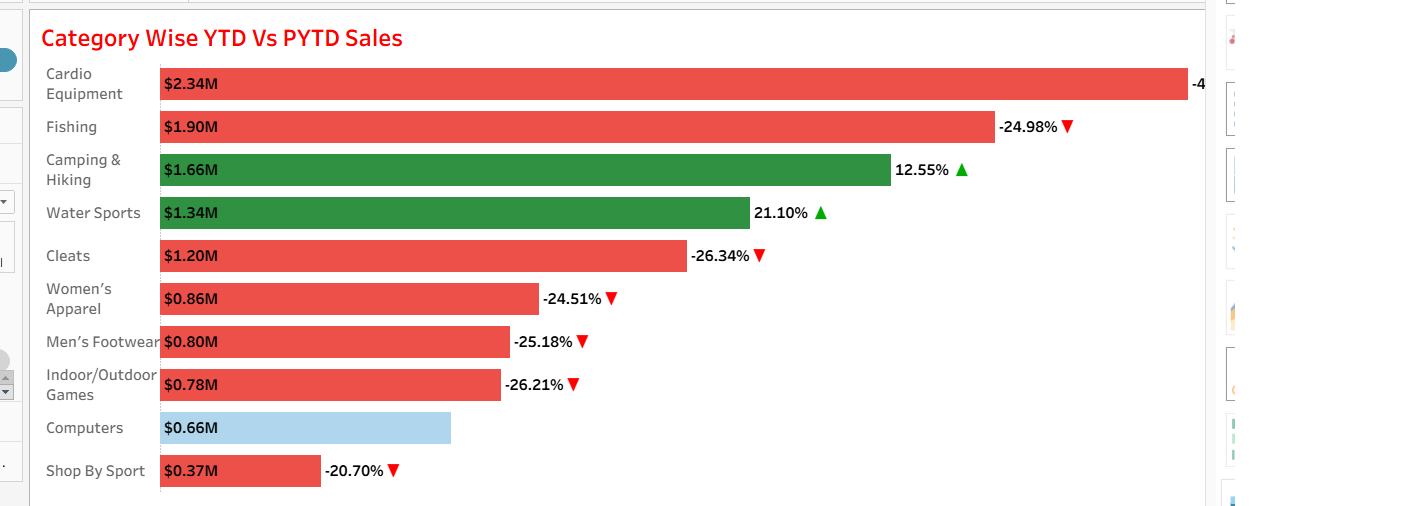 Category Wise YTD Vs PYTD Sales
Cardio
Equipment
$2.34M
-4
Fishing
$1.90M
-24.98% ▼
Camping &
Hiking
$1.66M
12.55% ▲
Water Sports
$1.34M
21.10% ▲
Cleats
$1.20M
-26.34% ▼
Women's
Apparel
$0.86M
-24.51% ▼
Men's Footwear
$0.80M
-25.18% ▼
Indoor/Outdoor
Games
$0.78M
-26.21% ▼
Computers
$0.66M
Shop By Sport
$0.37M
-20.70% ▼